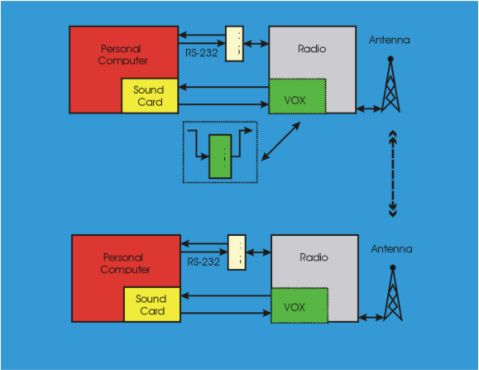 Personal
Computer
Radio
Antenna
RS-232
Sound
Card
VOX
Personal
Computer
Radio
Antenna
RS-232
Sound
Card
VOX